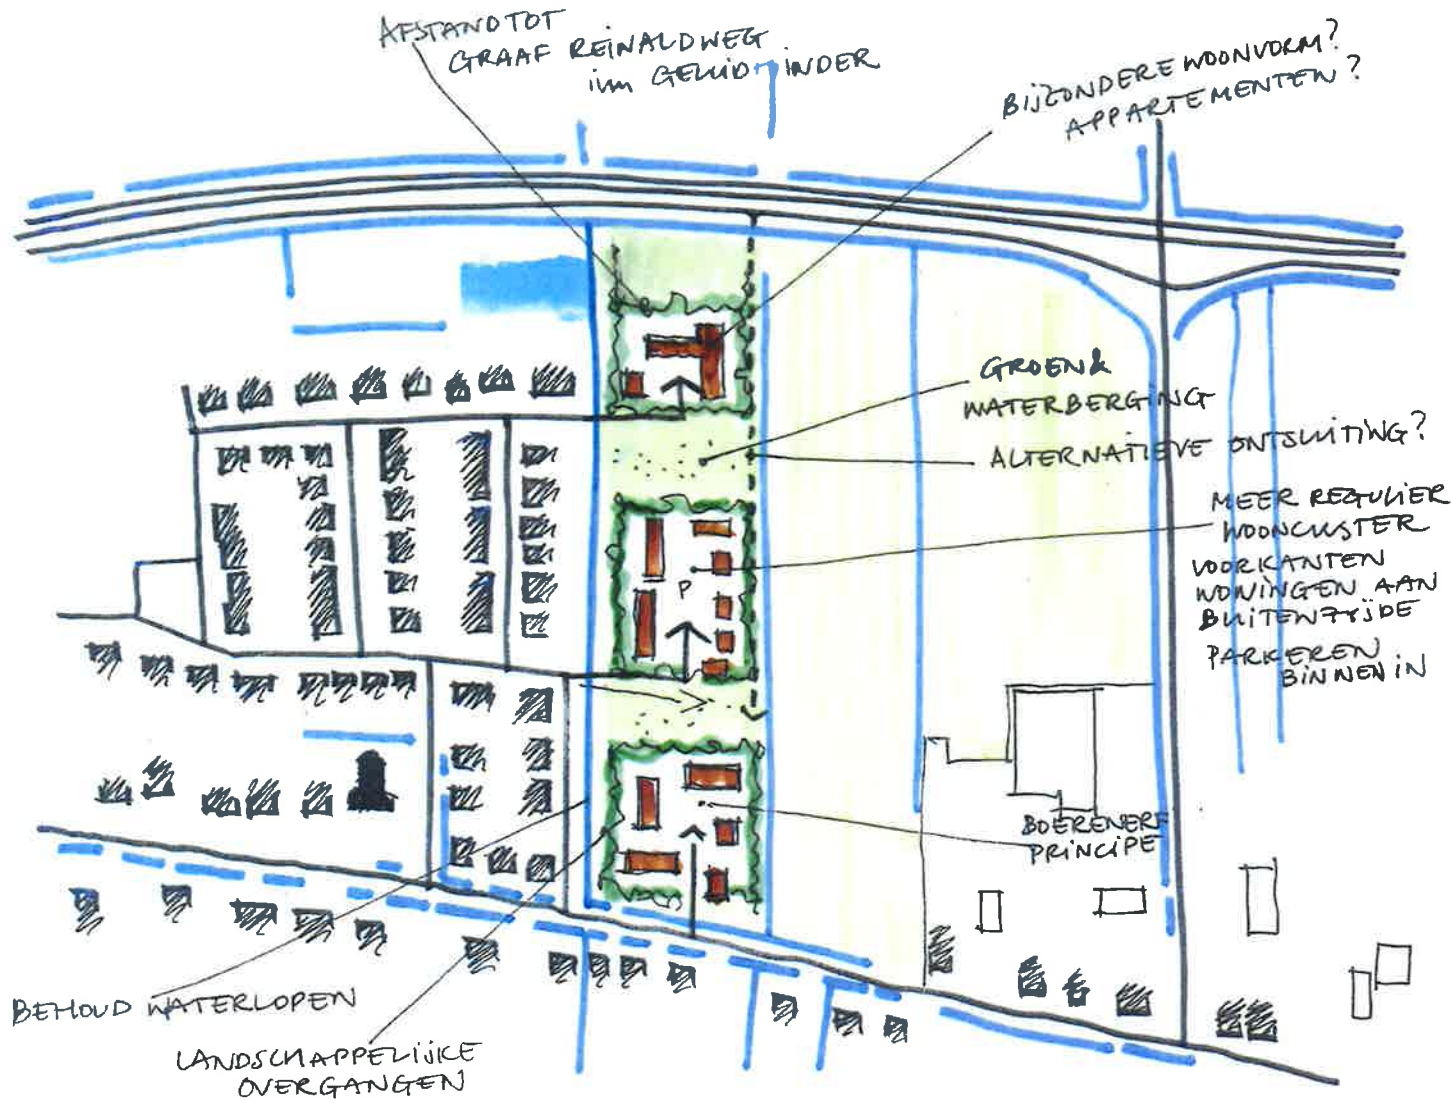 AFSTAND TOT
GRAAF REINALDWEG
ivm GELUIDHINDER
BIJZONDERE WOONVORM?
APPARTEMENTEN?
GROEN &
WATERBERGING
ALTERNATIEVE ONTSLUITING?
MEER REGULIER
WOONCLUSTER
VOORKANTEN
WONINGEN AAN
BUITENZIJDE
PARKEREN
BINNENIN
P
BOERENERF
PRINCIPE
BEHOUD WATERLOPEN
LANDSCHAPPELIJKE
OVERGANGEN